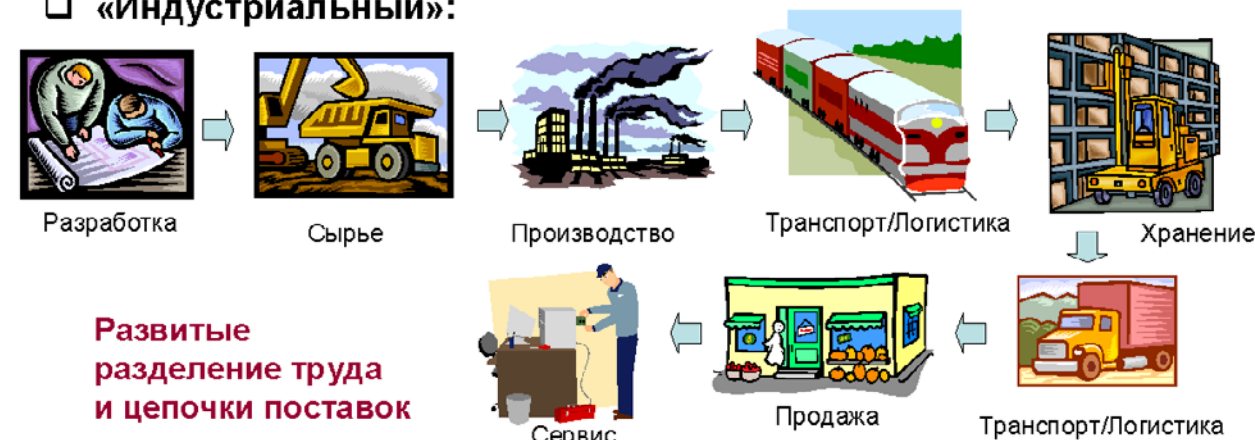 «Индустриальный»:
Разработка
Сырье
Производство
Транспорт/Логистика
Хранение
Развитые
разделение труда
и цепочки поставок
Сервис
Продажа
Транспорт/Логистика